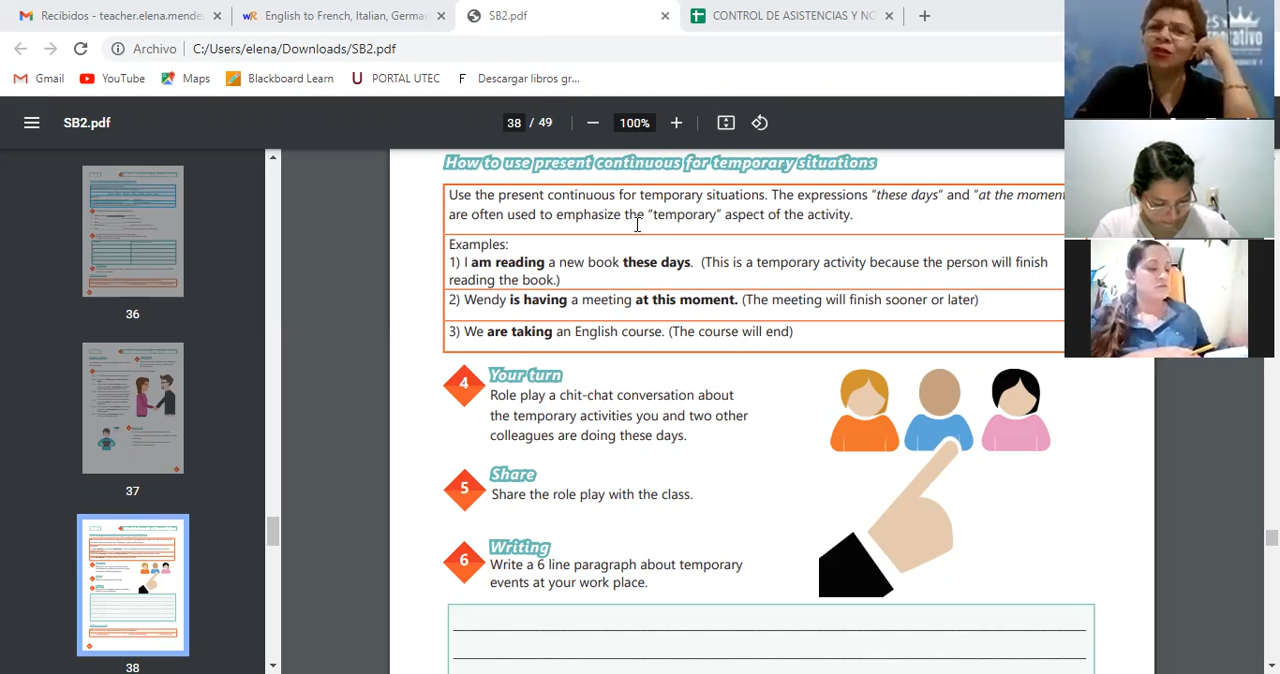 Recibidos - teacher.elena.mende
English to French, Italian, Germa
SB2.pdf
CONTROL DE ASISTENCIAS Y NO
Archivo
C:/Users/elena/Downloads/SB2.pdf
Gmail
YouTube
Maps
Blackboard Learn
U PORTAL UTEC
F Descargar libros gr...
SB2.pdf
38 / 49
100%
36
37
38
How to use present continuous for temporary situations
Use the present continuous for temporary situations. The expressions "these days" and "at the moment
are often used to emphasize the "temporary" aspect of the activity.
Examples:
1) I am reading a new book these days. (This is a temporary activity because the person will finish
reading the book.)
2) Wendy is having a meeting at this moment. (The meeting will finish sooner or later)
3) We are taking an English course. (The course will end)
4 Your turn
Role play a chit-chat conversation about
the temporary activities you and two other
colleagues are doing these days.
5 Share
Share the role play with the class.
6 Writing
Write a 6 line paragraph about temporary
events at your work place.